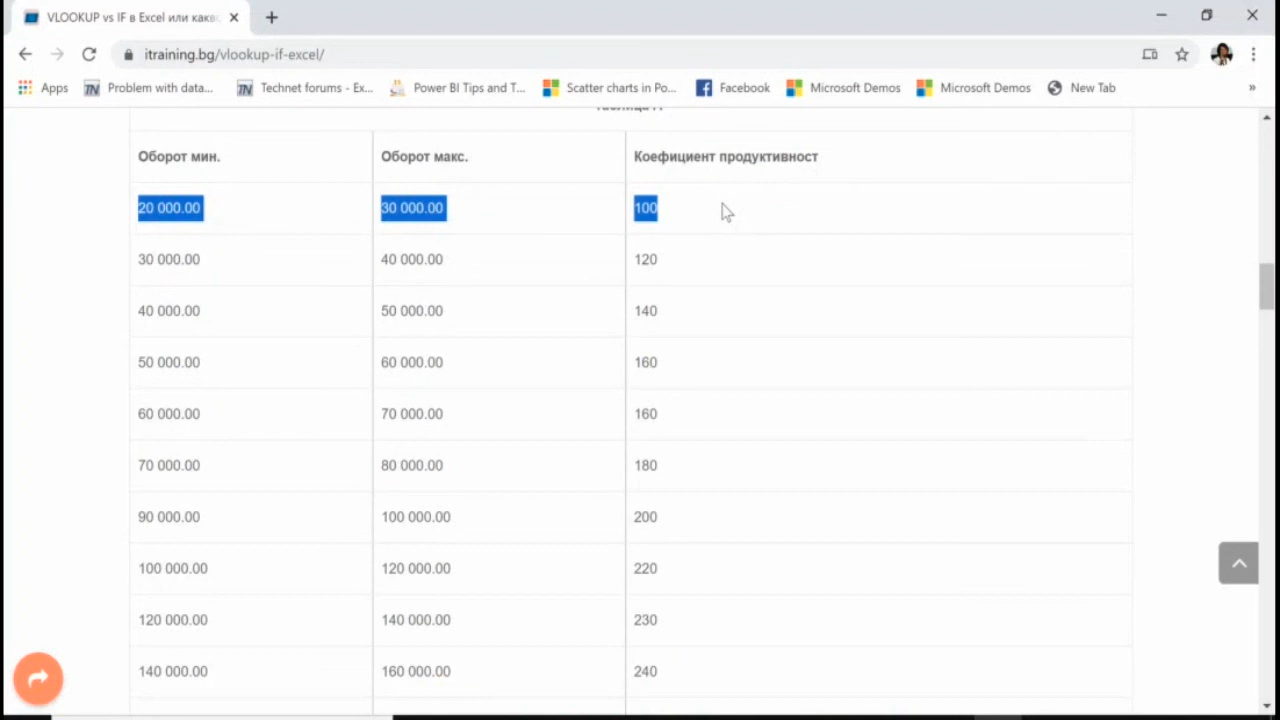 VLOOKUP vs IF в Excel или какво
itraining.bg/vlookup-if-excel/
Apps Problem with data... Technet forums - Ex... Power BI Tips and T... Scatter charts in Po... Facebook Microsoft Demos Microsoft Demos New Tab »
Оборот мин. Оборот макс. Коефициент продуктивност
20 000.00 30 000.00 100
30 000.00 40 000.00 120
40 000.00 50 000.00 140
50 000.00 60 000.00 160
60 000.00 70 000.00 160
70 000.00 80 000.00 180
90 000.00 100 000.00 200
100 000.00 120 000.00 220
120 000.00 140 000.00 230
140 000.00 160 000.00 240